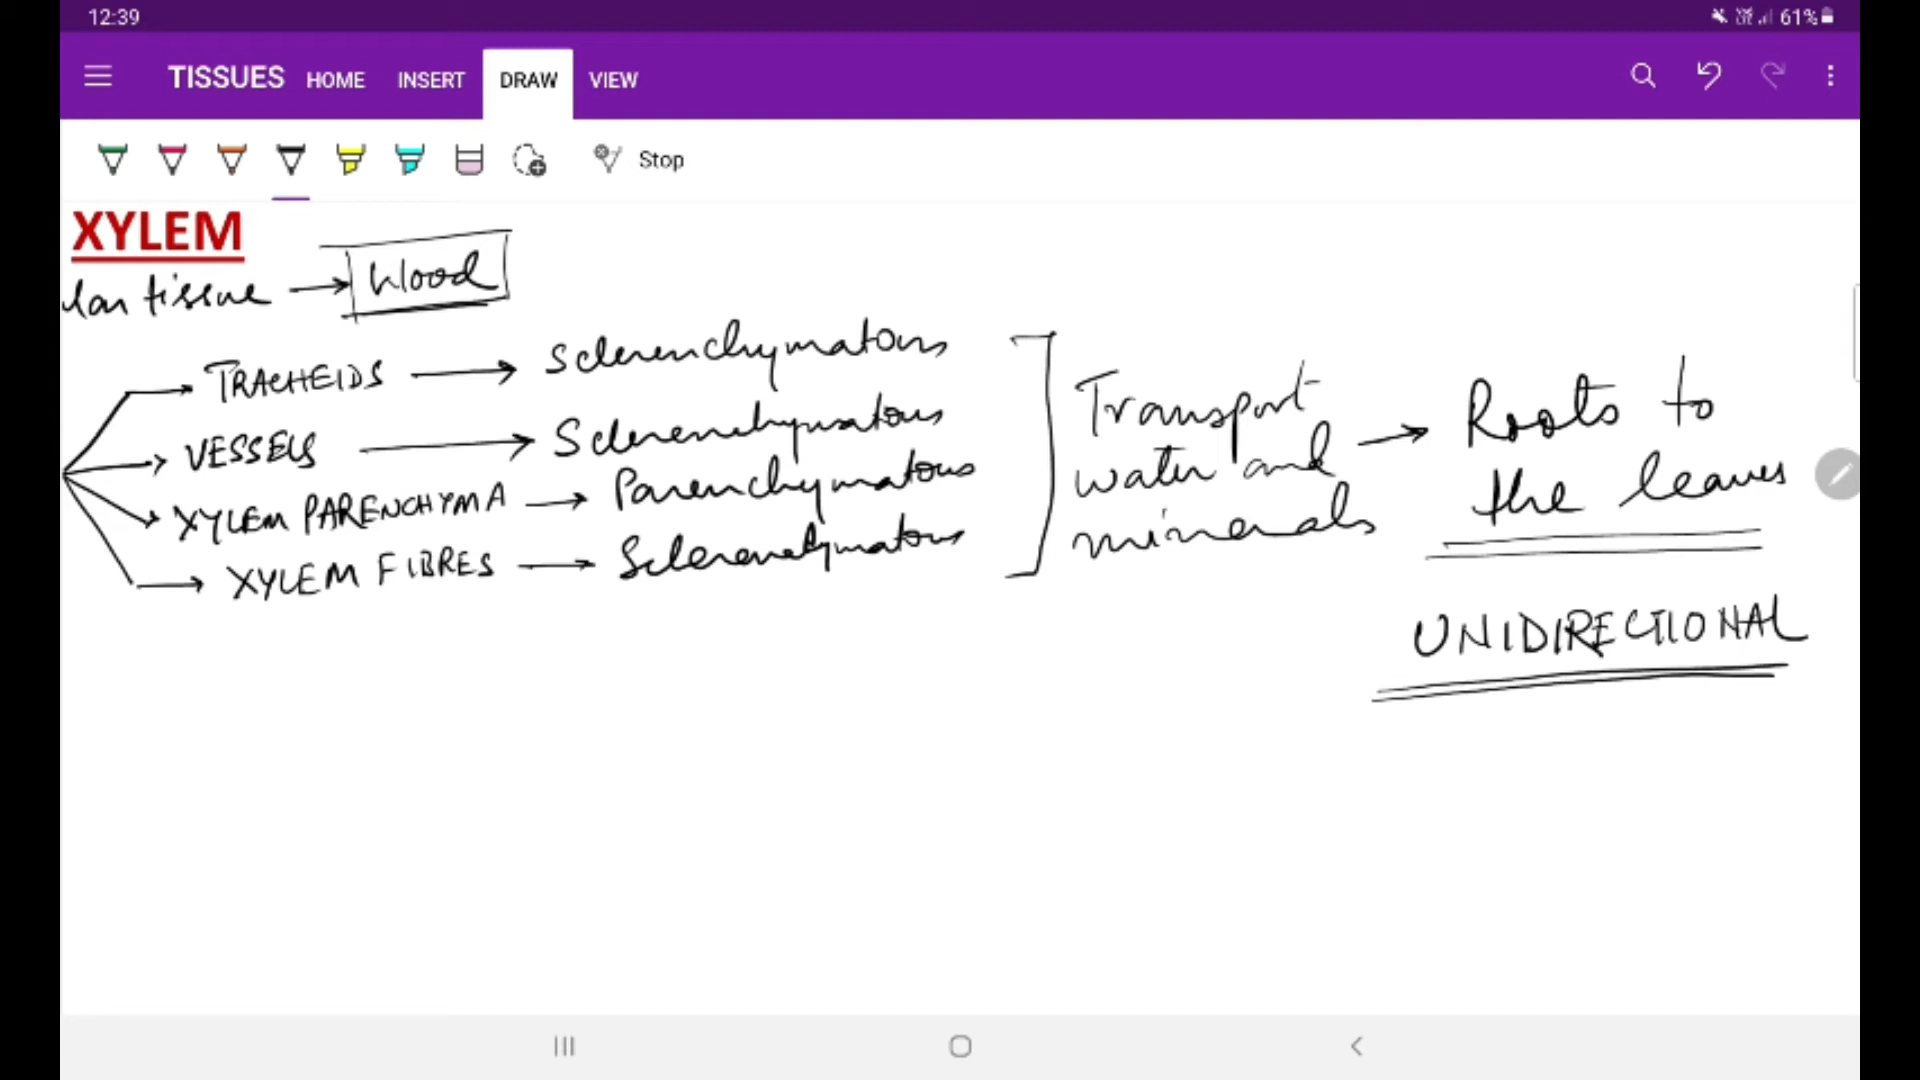 12:39
61%
TISSUES HOME INSERT DRAW VIEW
Stop
XYLEM
lar tissue → Wood
TRACHEIDS → Sclerenchymatous
VESSELS → Sclerenchymatous
XYLEM PARENCHYMA → Parenchymatous
XYLEM FIBRES → Sclerenchymatous
Transport
water and
minerals
→ Roots to
the leaves
UNIDIRECTIONAL